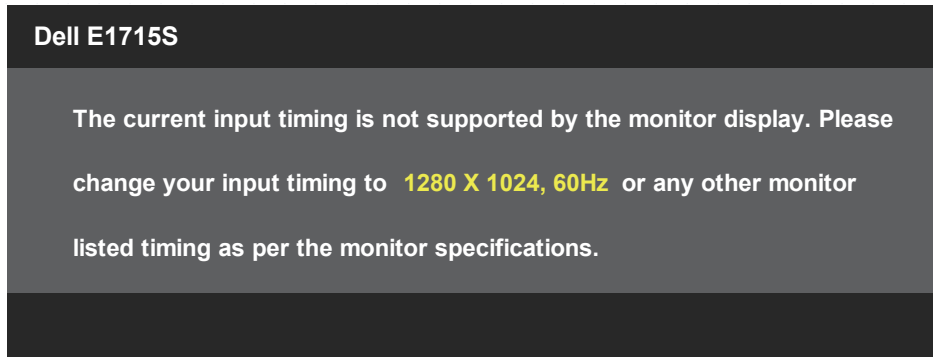 Dell E1715S
The current input timing is not supported by the monitor display. Please
change your input timing to 1280 X 1024, 60Hz or any other monitor
listed timing as per the monitor specifications.